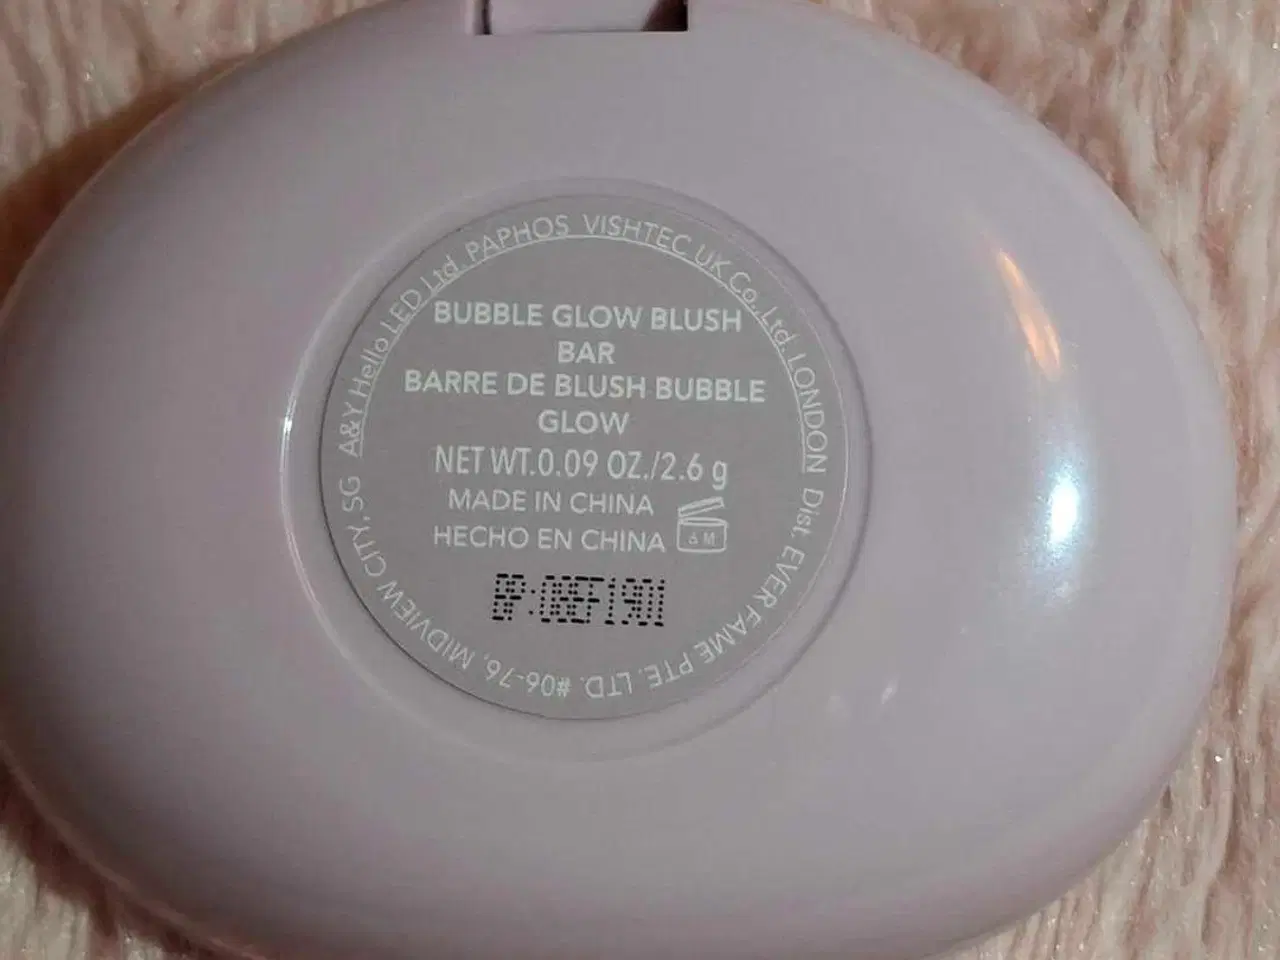 A&Y Hello LED Ltd. PAPHOS VISHTEC UK Co., Ltd. LONDON Dist. EVER FAME PTE. LTD. #06-76, MIDVIEW CITY, SG
BUBBLE GLOW BLUSH
BAR
BARRE DE BLUSH BUBBLE
GLOW
NET WT.0.09 OZ./2.6 g
MADE IN CHINA
HECHO EN CHINA
6 M